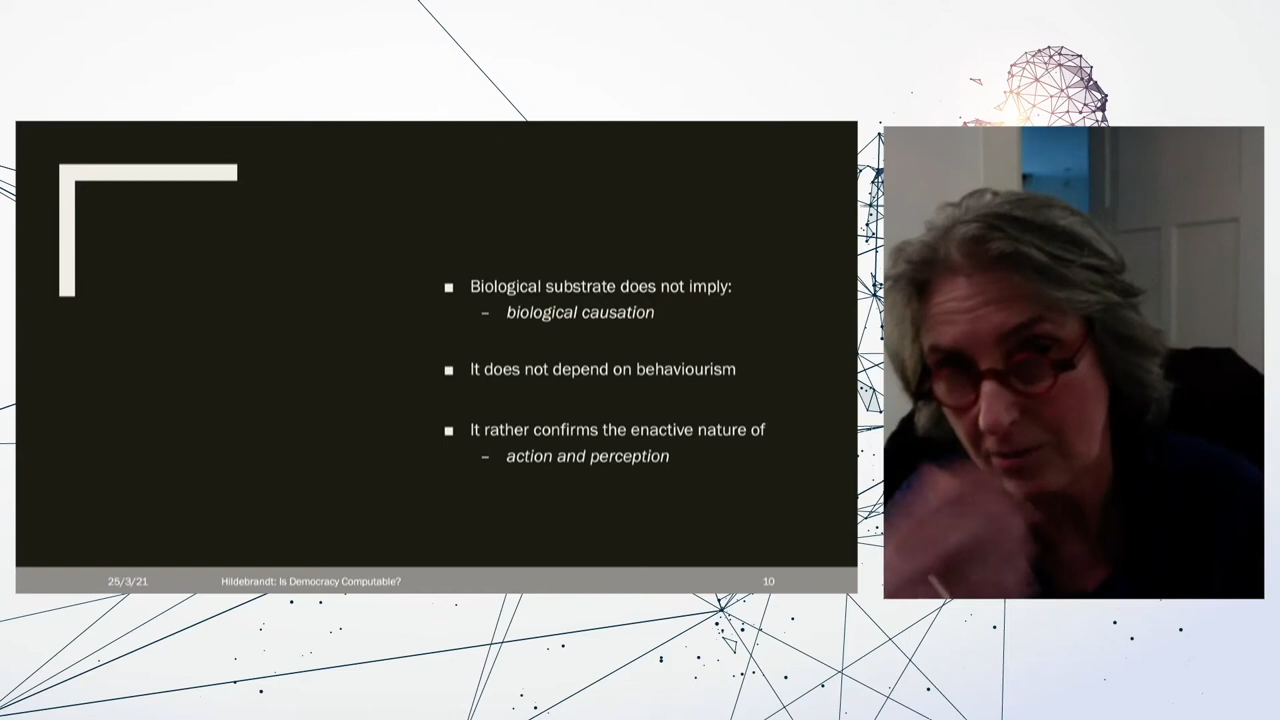 Biological substrate does not imply:
– biological causation
It does not depend on behaviourism
It rather confirms the enactive nature of
– action and perception
25/3/21 Hildebrandt: Is Democracy Computable? 10